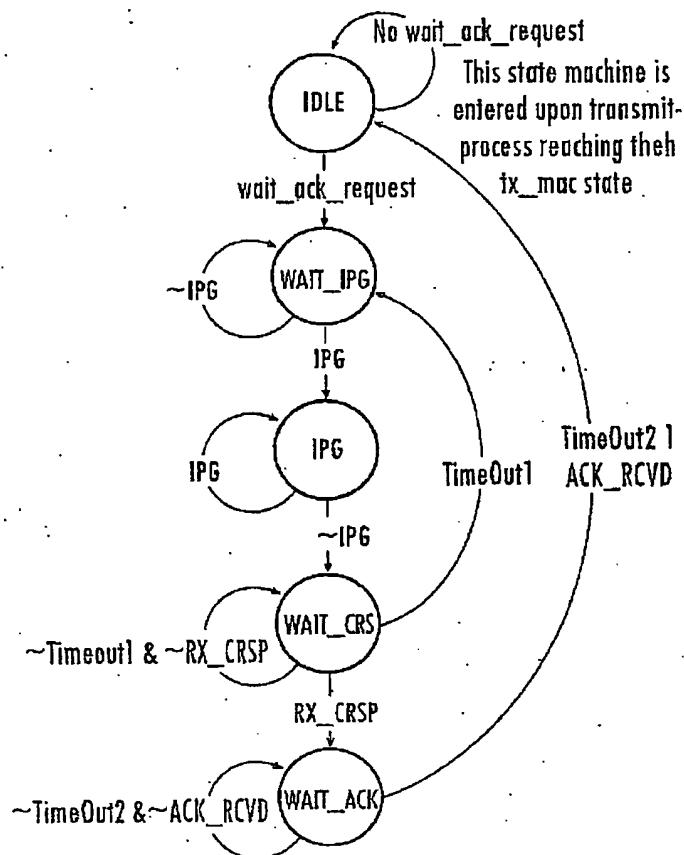 No wait_ack_request
IDLE
This state machine is
entered upon transmit-
process reaching theh
tx_mac state
wait_ack_request
WAIT_IPG
~IPG
IPG
IPG
IPG
~IPG
TimeOut1
TimeOut2 1
ACK_RCVD
WAIT_CRS
~Timeout1 & ~RX_CRSP
RX_CRSP
WAIT_ACK
~TimeOut2 & ~ACK_RCVD